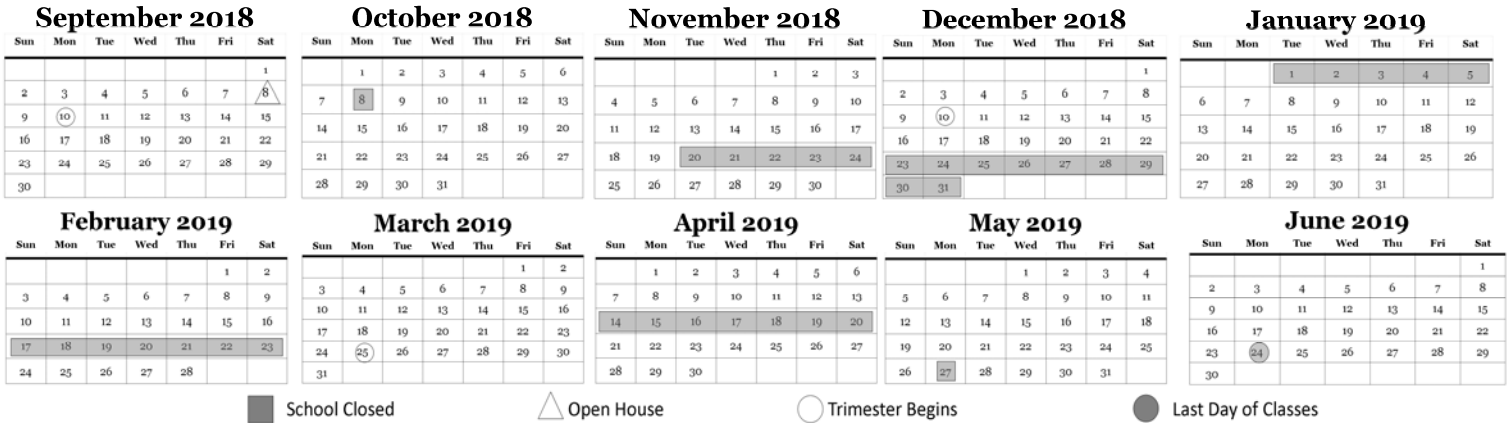 September 2018
Sun Mon Tue Wed Thu Fri Sat
1
2 3 4 5 6 7 8
9 10 11 12 13 14 15
16 17 18 19 20 21 22
23 24 25 26 27 28 29
30
October 2018
Sun Mon Tue Wed Thu Fri Sat
1 2 3 4 5 6
7 8 9 10 11 12 13
14 15 16 17 18 19 20
21 22 23 24 25 26 27
28 29 30 31
November 2018
Sun Mon Tue Wed Thu Fri Sat
1 2 3
4 5 6 7 8 9 10
11 12 13 14 15 16 17
18 19 20 21 22 23 24
25 26 27 28 29 30
December 2018
Sun Mon Tue Wed Thu Fri Sat
1
2 3 4 5 6 7 8
9 10 11 12 13 14 15
16 17 18 19 20 21 22
23 24 25 26 27 28 29
30 31
January 2019
Sun Mon Tue Wed Thu Fri Sat
1 2 3 4 5
6 7 8 9 10 11 12
13 14 15 16 17 18 19
20 21 22 23 24 25 26
27 28 29 30 31
February 2019
Sun Mon Tue Wed Thu Fri Sat
1 2
3 4 5 6 7 8 9
10 11 12 13 14 15 16
17 18 19 20 21 22 23
24 25 26 27 28
March 2019
Sun Mon Tue Wed Thu Fri Sat
1 2
3 4 5 6 7 8 9
10 11 12 13 14 15 16
17 18 19 20 21 22 23
24 25 26 27 28 29 30
31
April 2019
Sun Mon Tue Wed Thu Fri Sat
1 2 3 4 5 6
7 8 9 10 11 12 13
14 15 16 17 18 19 20
21 22 23 24 25 26 27
28 29 30
May 2019
Sun Mon Tue Wed Thu Fri Sat
1 2 3 4
5 6 7 8 9 10 11
12 13 14 15 16 17 18
19 20 21 22 23 24 25
26 27 28 29 30 31
June 2019
Sun Mon Tue Wed Thu Fri Sat
1
2 3 4 5 6 7 8
9 10 11 12 13 14 15
16 17 18 19 20 21 22
23 24 25 26 27 28 29
30
School Closed
Open House
Trimester Begins
Last Day of Classes